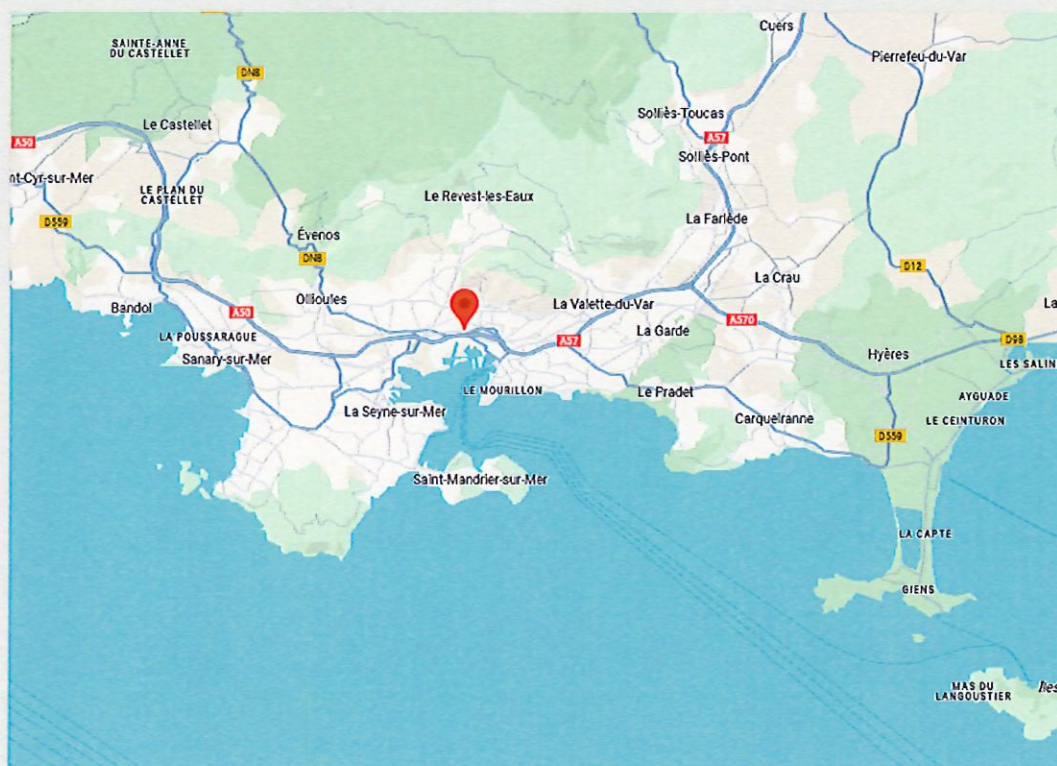 Cuers
SAINTE-ANNE
DU CASTELLET
Pierrefeu-du-Var
DN8
Solliès-Toucas
Le Castellet
A57
A50
Solliès-Pont
nt-Cyr-sur-Mer
LE PLAN DU
CASTELLET
Le Revest-les-Eaux
La Farlède
D559
Évenos
DN8
D12
La Crau
Ollioules
La Valette-du-Var
La
Bandol
A50
A570
LA POUSSARAGUE
La Garde
A57
D98
Sanary-sur-Mer
Hyères
LES SALIN
LE MOURILLON
Le Pradet
AYGUADE
La Seyne-sur-Mer
Carqueiranne
LE CEINTURON
D559
Saint-Mandrier-sur-Mer
LA CAPTE
GIENS
MAS DU
LANGOUSTIER
Îles